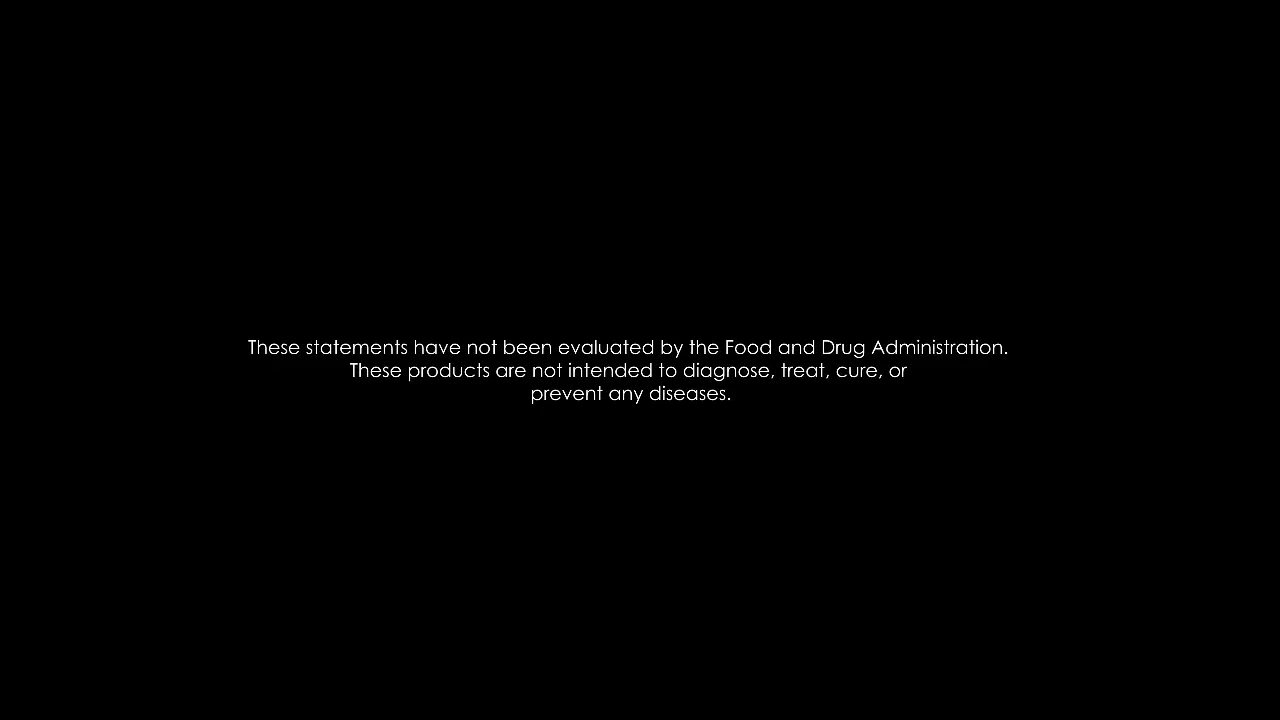 These statements have not been evaluated by the Food and Drug Administration.
These products are not intended to diagnose, treat, cure, or
prevent any diseases.